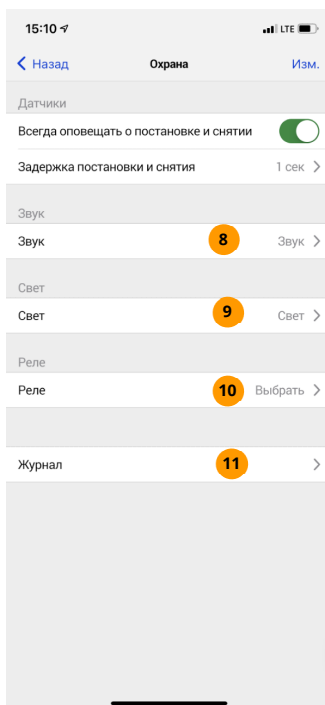 15:10 LTE
Назад Охрана Изм.
Датчики
Всегда оповещать о постановке и снятии
Задержка постановки и снятия 1 сек
Звук
Звук 8 Звук
Свет
Свет 9 Свет
Реле
Реле 10 Выбрать
Журнал 11